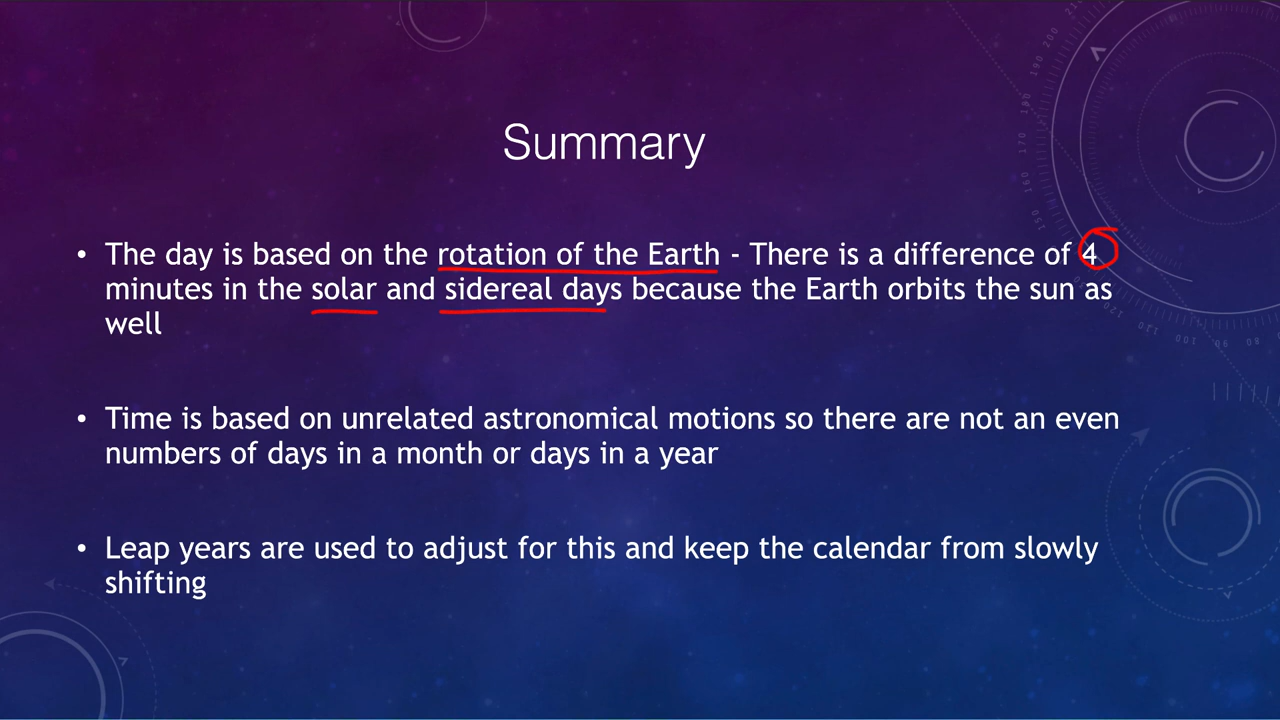 Summary
• The day is based on the rotation of the Earth - There is a difference of 4
minutes in the solar and sidereal days because the Earth orbits the sun as
well
• Time is based on unrelated astronomical motions so there are not an even
numbers of days in a month or days in a year
• Leap years are used to adjust for this and keep the calendar from slowly
shifting